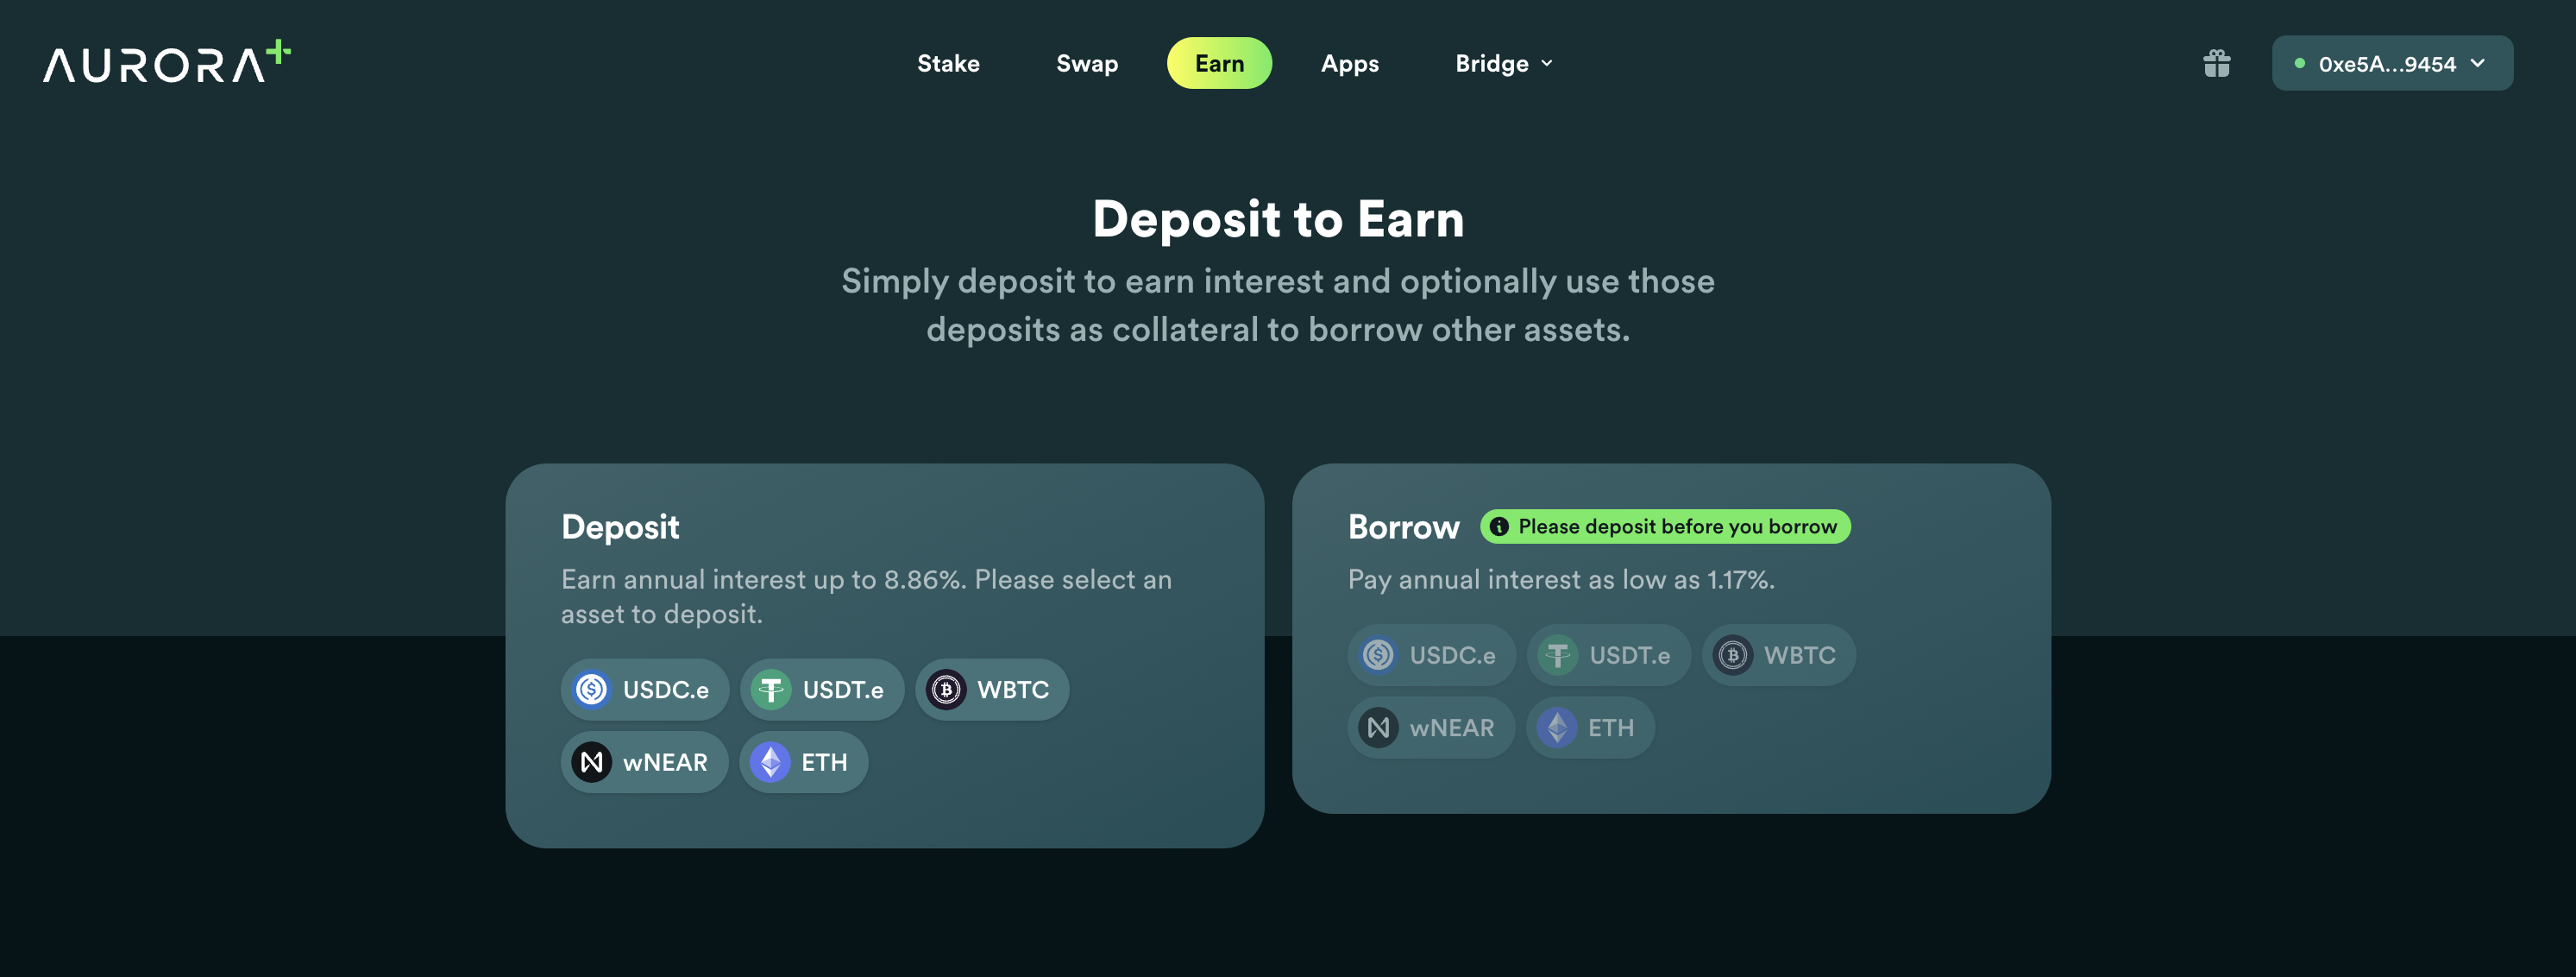 AURORA+
Stake
Swap
Earn
Apps
Bridge
0xe5A...9454
Deposit to Earn
Simply deposit to earn interest and optionally use those
deposits as collateral to borrow other assets.
Deposit
Earn annual interest up to 8.86%. Please select an
asset to deposit.
USDC.e
USDT.e
WBTC
wNEAR
ETH
Borrow
Please deposit before you borrow
Pay annual interest as low as 1.17%.
USDC.e
USDT.e
WBTC
wNEAR
ETH